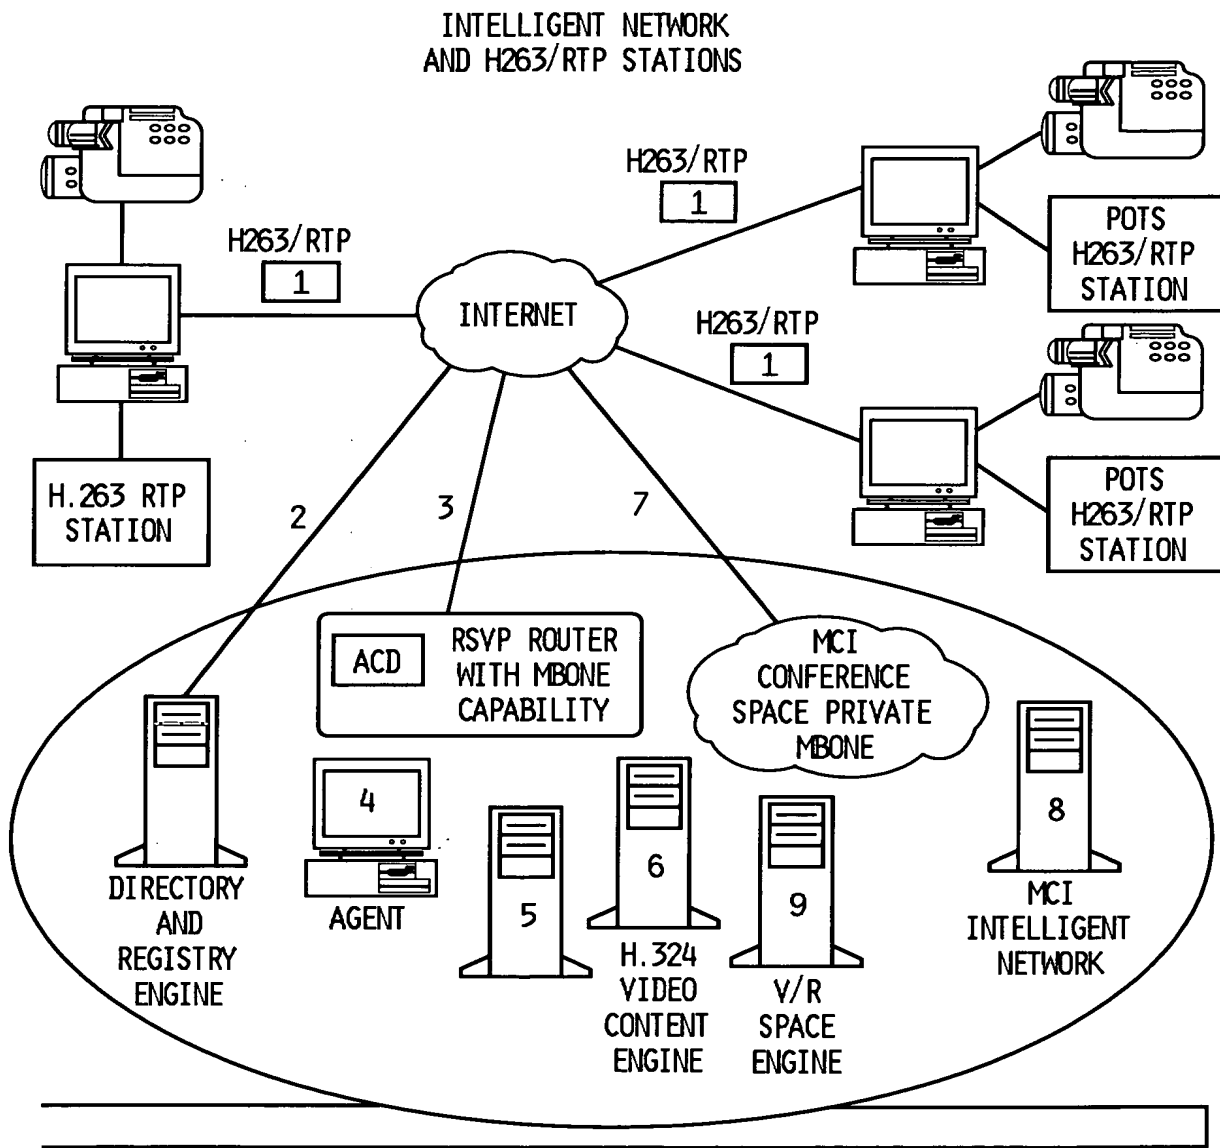 INTELLIGENT NETWORK
AND H263/RTP STATIONS
H263/RTP
1
H263/RTP
1
POTS
H263/RTP
STATION
INTERNET
H263/RTP
1
H.263 RTP
STATION
POTS
H263/RTP
STATION
2
3
7
ACD
RSVP ROUTER
WITH MBONE
CAPABILITY
MCI
CONFERENCE
SPACE PRIVATE
MBONE
4
5
6
9
8
DIRECTORY
AND
REGISTRY
ENGINE
AGENT
H.324
VIDEO
CONTENT
ENGINE
V/R
SPACE
ENGINE
MCI
INTELLIGENT
NETWORK